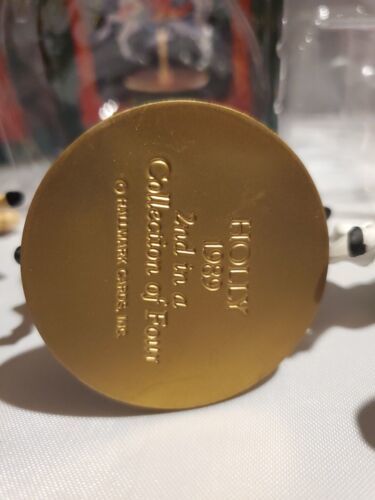 HOLLY
1989
2nd in a
Collection of Four
© HALLMARK CARDS, INC.